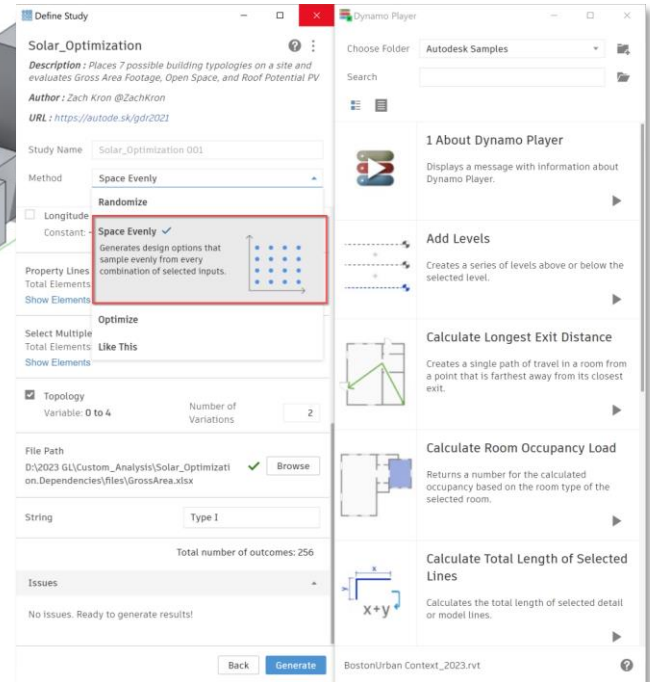 Define Study
Solar_Optimization
Description : Places 7 possible building typologies on a site and
evaluates Gross Area Footage, Open Space, and Roof Potential PV
Author : Zach Kron @ZachKron
URL : https://autode.sk/gdr2021
Study Name Solar_Optimization 001
Method Space Evenly
Randomize
Longitude
Constant: -
Space Evenly
Generates design options that
sample evenly from every
combination of selected inputs.
Property Lines
Total Elements
Show Elements
Optimize
Select Multiple
Total Elements
Like This
Show Elements
Topology
Variable: 0 to 4
Number of
Variations
2
File Path
D:\2023 GL\Custom_Analysis\Solar_Optimizati
on.Dependencies\files\GrossArea.xlsx
Browse
String Type I
Total number of outcomes: 256
Issues
No issues. Ready to generate results!
Back Generate
Dynamo Player
Choose Folder Autodesk Samples
Search
1 About Dynamo Player
Displays a message with information about
Dynamo Player.
Add Levels
Creates a series of levels above or below the
selected level.
Calculate Longest Exit Distance
Creates a single path of travel in a room from
a point that is farthest away from its closest
exit.
Calculate Room Occupancy Load
Returns a number for the calculated
occupancy based on the room type of the
selected room.
Calculate Total Length of Selected
Lines
Calculates the total length of selected detail
or model lines.
x
y
x+y
BostonUrban Context_2023.rvt